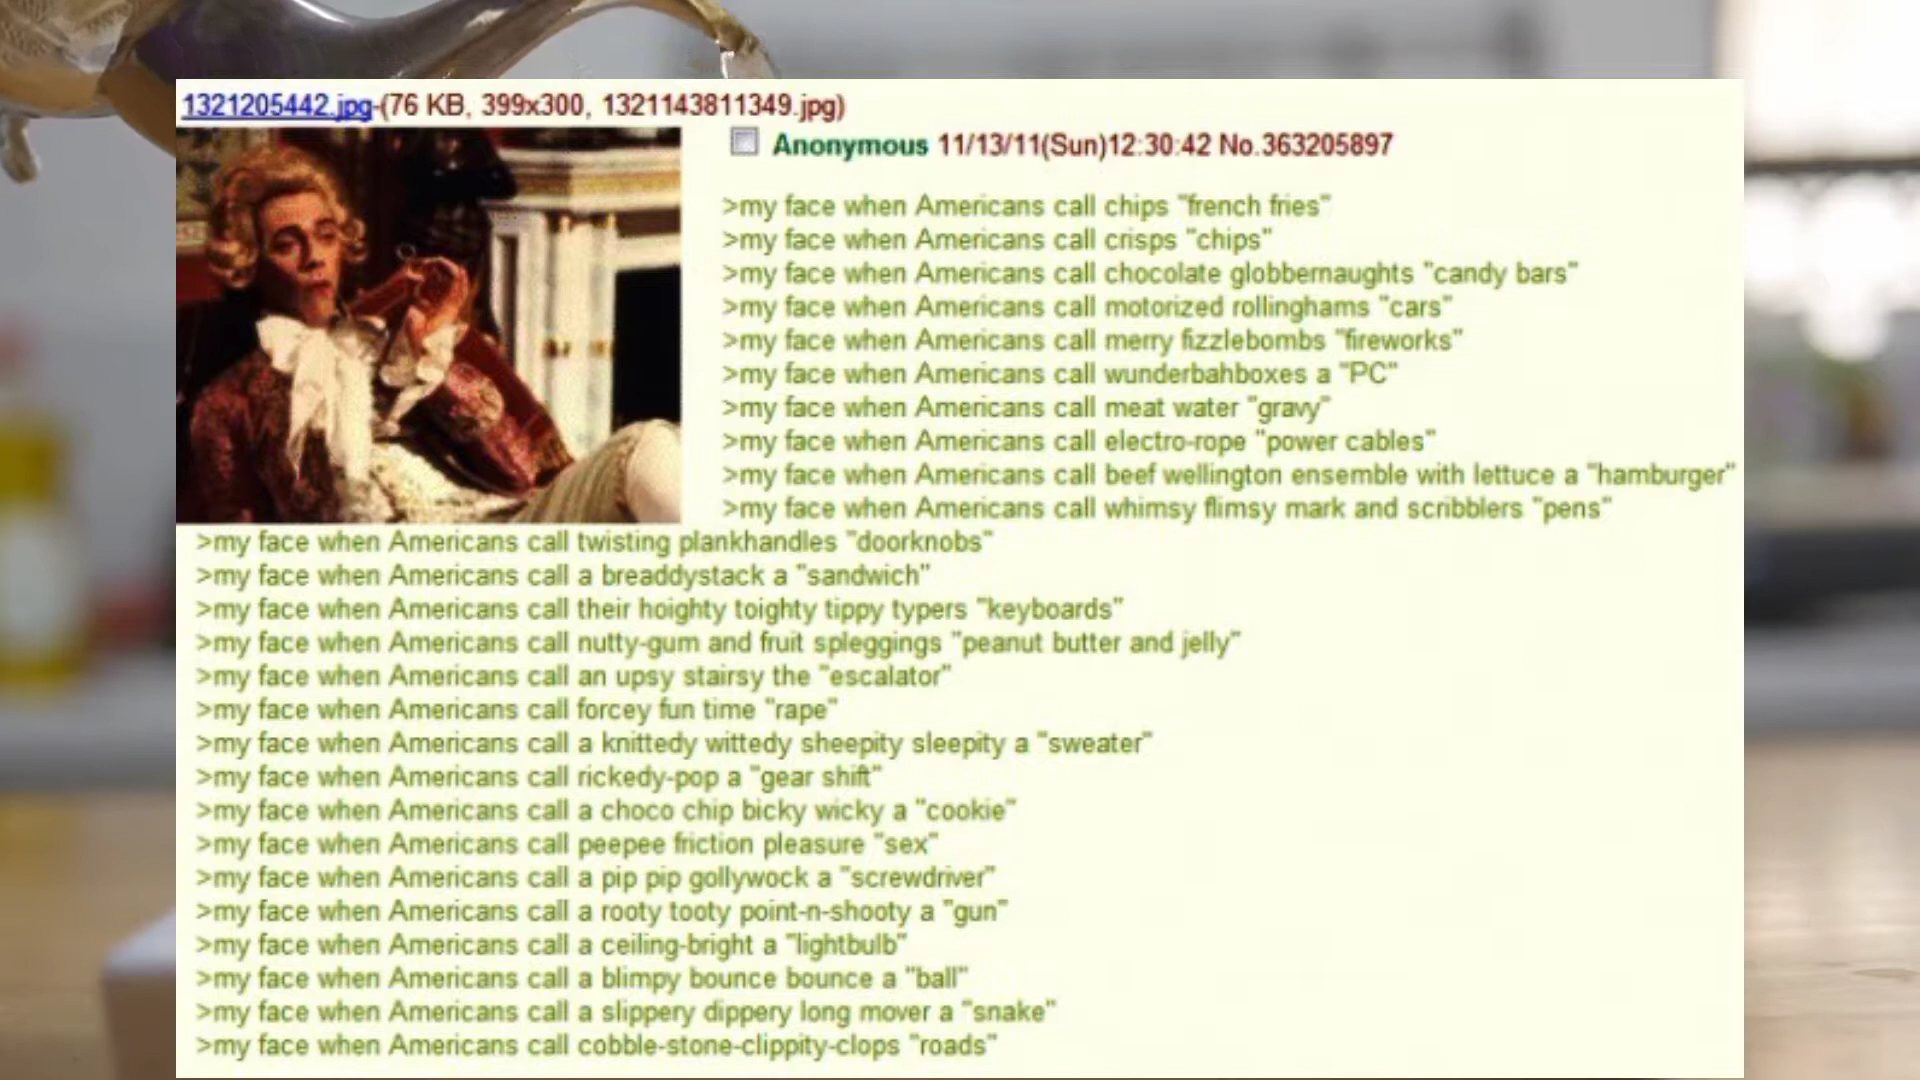 1321205442.jpg-(76 KB, 399x300, 1321143811349.jpg)
Anonymous 11/13/11(Sun)12:30:42 No.363205897
>my face when Americans call chips "french fries"
>my face when Americans call crisps "chips"
>my face when Americans call chocolate globbernaughts "candy bars"
>my face when Americans call motorized rollinghams "cars"
>my face when Americans call merry fizzlebombs "fireworks"
>my face when Americans call wunderbahboxes a "PC"
>my face when Americans call meat water "gravy"
>my face when Americans call electro-rope "power cables"
>my face when Americans call beef wellington ensemble with lettuce a "hamburger"
>my face when Americans call whimsy flimsy mark and scribblers "pens"
>my face when Americans call twisting plankhandles "doorknobs"
>my face when Americans call a breaddystack a "sandwich"
>my face when Americans call their hoighty toighty tippy typers "keyboards"
>my face when Americans call nutty-gum and fruit spleggings "peanut butter and jelly"
>my face when Americans call an upsy stairsy the "escalator"
>my face when Americans call forcey fun time "rape"
>my face when Americans call a knittedy wittedy sheepity sleepity a "sweater"
>my face when Americans call rickedy-pop a "gear shift"
>my face when Americans call a choco chip bicky wicky a "cookie"
>my face when Americans call peepee friction pleasure "sex"
>my face when Americans call a pip pip gollywock a "screwdriver"
>my face when Americans call a rooty tooty point-n-shooty a "gun"
>my face when Americans call a ceiling-bright a "lightbulb"
>my face when Americans call a blimpy bounce bounce a "ball"
>my face when Americans call a slippery dippery long mover a "snake"
>my face when Americans call cobble-stone-clippity-clops "roads"